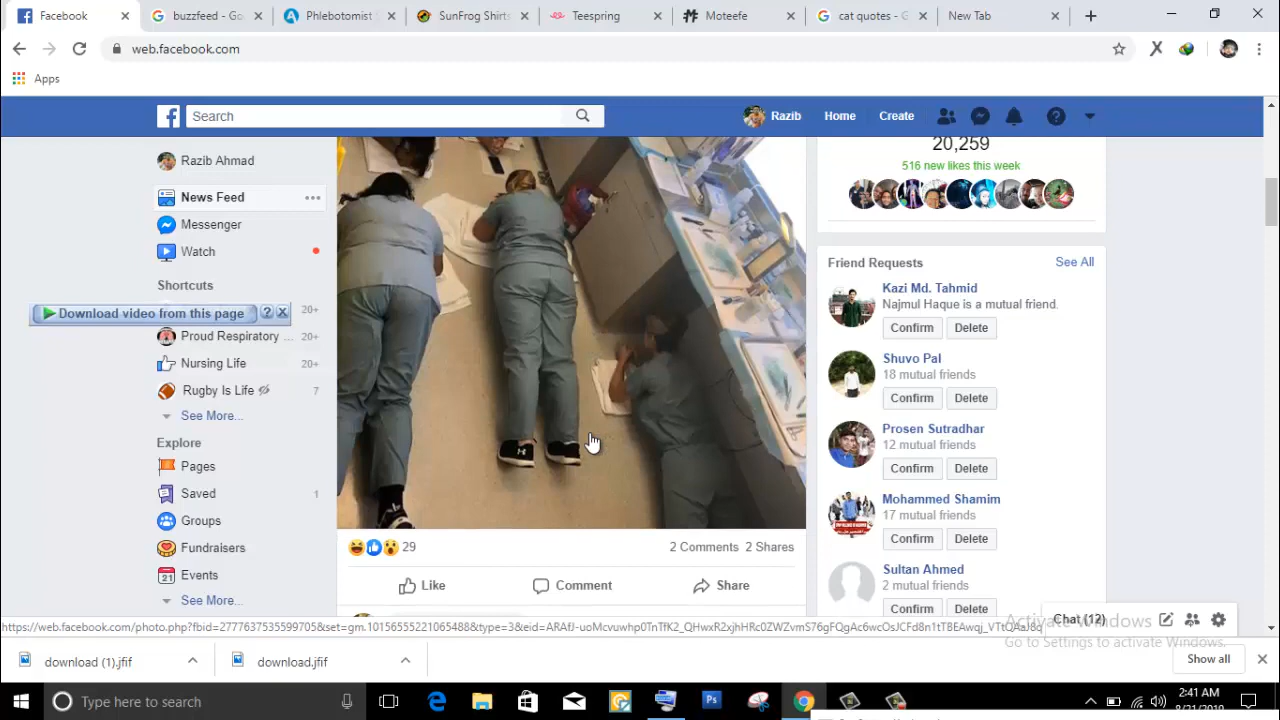 Facebook
buzzfeed - Go
Phlebotomist S
SunFrog Shirts
Teespring
Moteefe
cat quotes - G
New Tab
web.facebook.com
Apps
Search
Razib
Home
Create
Razib Ahmad
News Feed
Messenger
Watch
Shortcuts
Download video from this page
20+
Proud Respiratory ...
20+
Nursing Life
20+
Rugby Is Life
7
See More...
Explore
Pages
Saved
1
Groups
Fundraisers
Events
See More...
29
2 Comments 2 Shares
Like
Comment
Share
20,259
516 new likes this week
Friend Requests
See All
Kazi Md. Tahmid
Najmul Haque is a mutual friend.
Confirm
Delete
Shuvo Pal
18 mutual friends
Confirm
Delete
Prosen Sutradhar
12 mutual friends
Confirm
Delete
Mohammed Shamim
17 mutual friends
Confirm
Delete
Sultan Ahmed
2 mutual friends
Confirm
Delete
Chat (12)
Activate Windows
Go to Settings to activate Windows.
download (1).jfif
download.jfif
Show all
Type here to search
2:41 AM